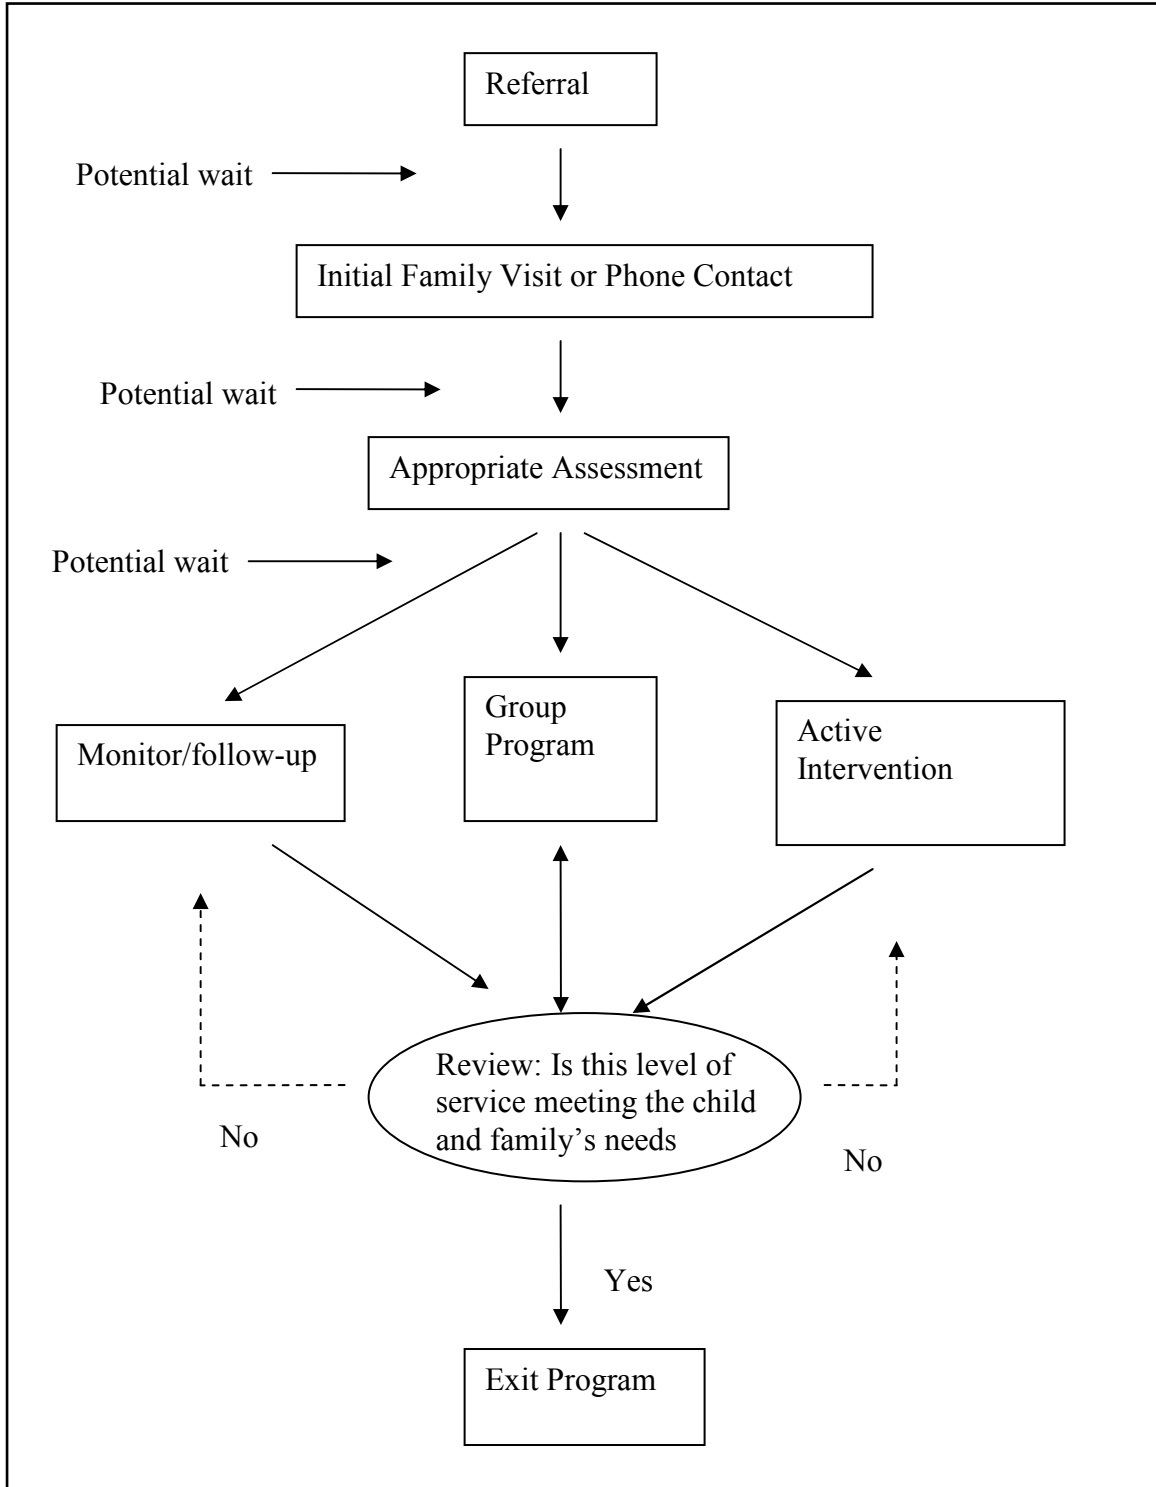 Referral
Potential wait
Initial Family Visit or Phone Contact
Potential wait
Appropriate Assessment
Potential wait
Monitor/follow-up
Group
Program
Active
Intervention
Review: Is this level of
service meeting the child
and family’s needs
No
No
Yes
Exit Program